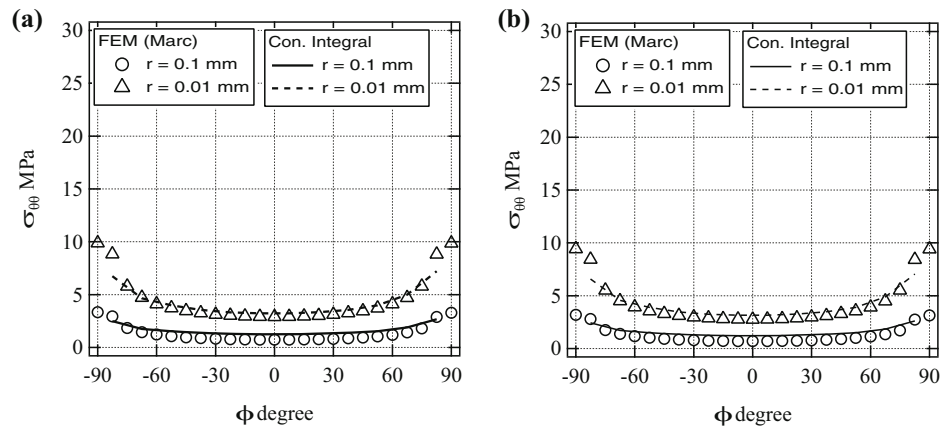 (a)
FEM (Marc)
r = 0.1 mm
r = 0.01 mm
Con. Integral
r = 0.1 mm
r = 0.01 mm
30
25
20
15
10
5
0
σθθ MPa
-90 -60 -30 0 30 60 90
ϕ degree
(b)
FEM (Marc)
r = 0.1 mm
r = 0.01 mm
Con. Integral
r = 0.1 mm
r = 0.01 mm
30
25
20
15
10
5
0
σθθ MPa
-90 -60 -30 0 30 60 90
ϕ degree